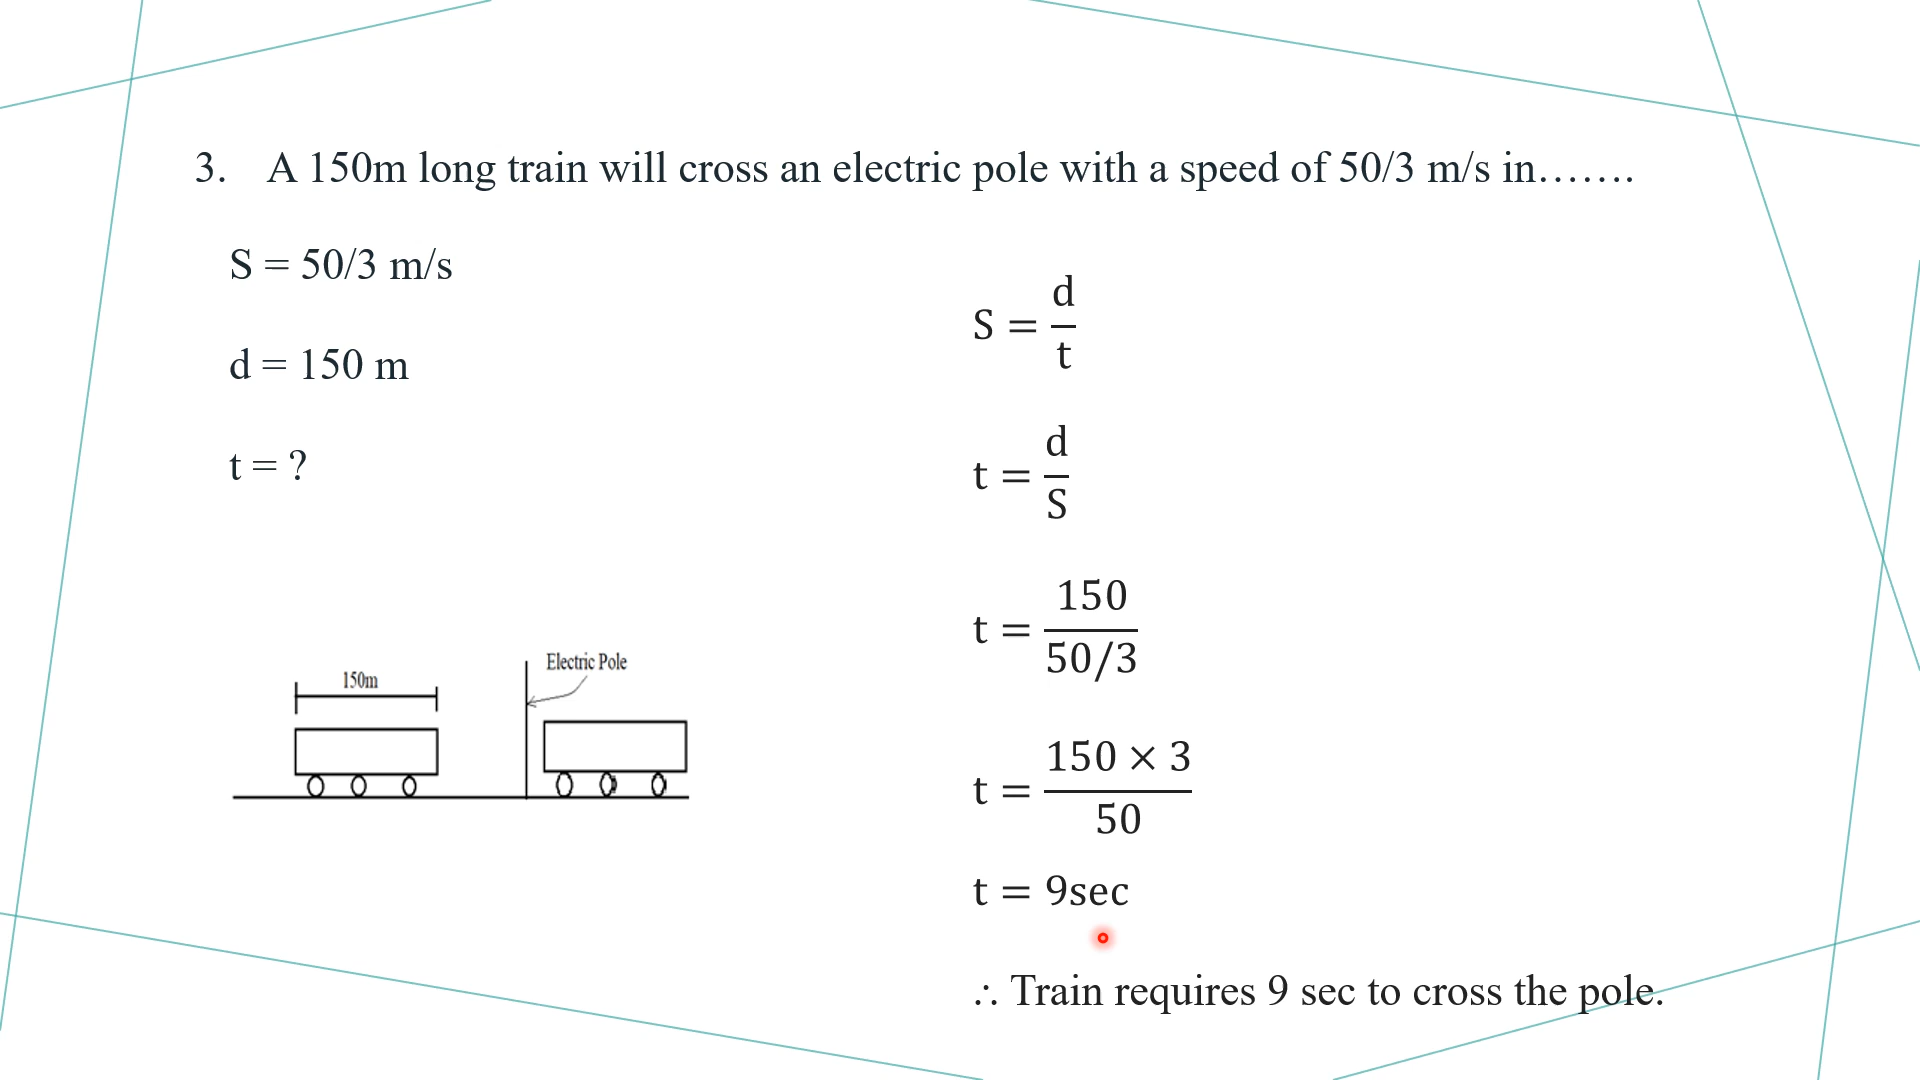 3. A 150m long train will cross an electric pole with a speed of 50/3 m/s in…….
S = 50/3 m/s
d = 150 m
t = ?
150m
Electric Pole
S = d/t
t = d/S
t = 150/(50/3)
t = (150 × 3)/50
t = 9sec
∴ Train requires 9 sec to cross the pole.